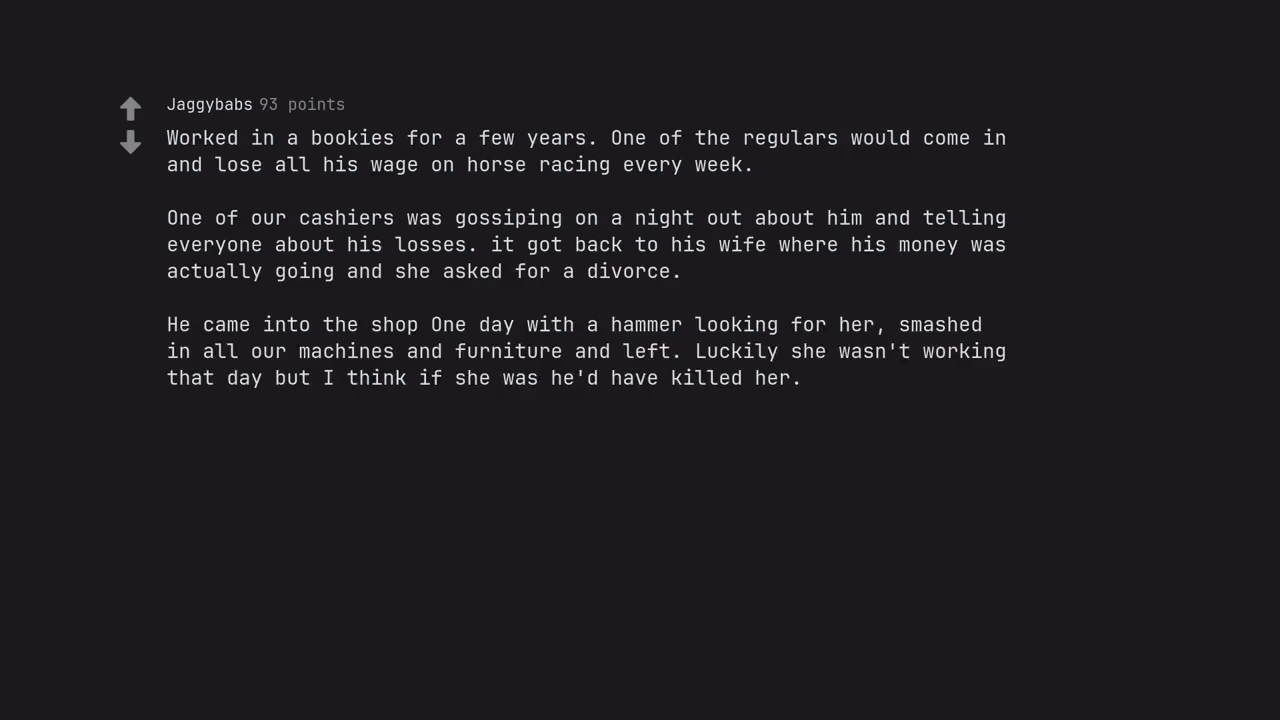 Jaggybabs 93 points
Worked in a bookies for a few years. One of the regulars would come in
and lose all his wage on horse racing every week.
One of our cashiers was gossiping on a night out about him and telling
everyone about his losses. it got back to his wife where his money was
actually going and she asked for a divorce.
He came into the shop One day with a hammer looking for her, smashed
in all our machines and furniture and left. Luckily she wasn't working
that day but I think if she was he'd have killed her.